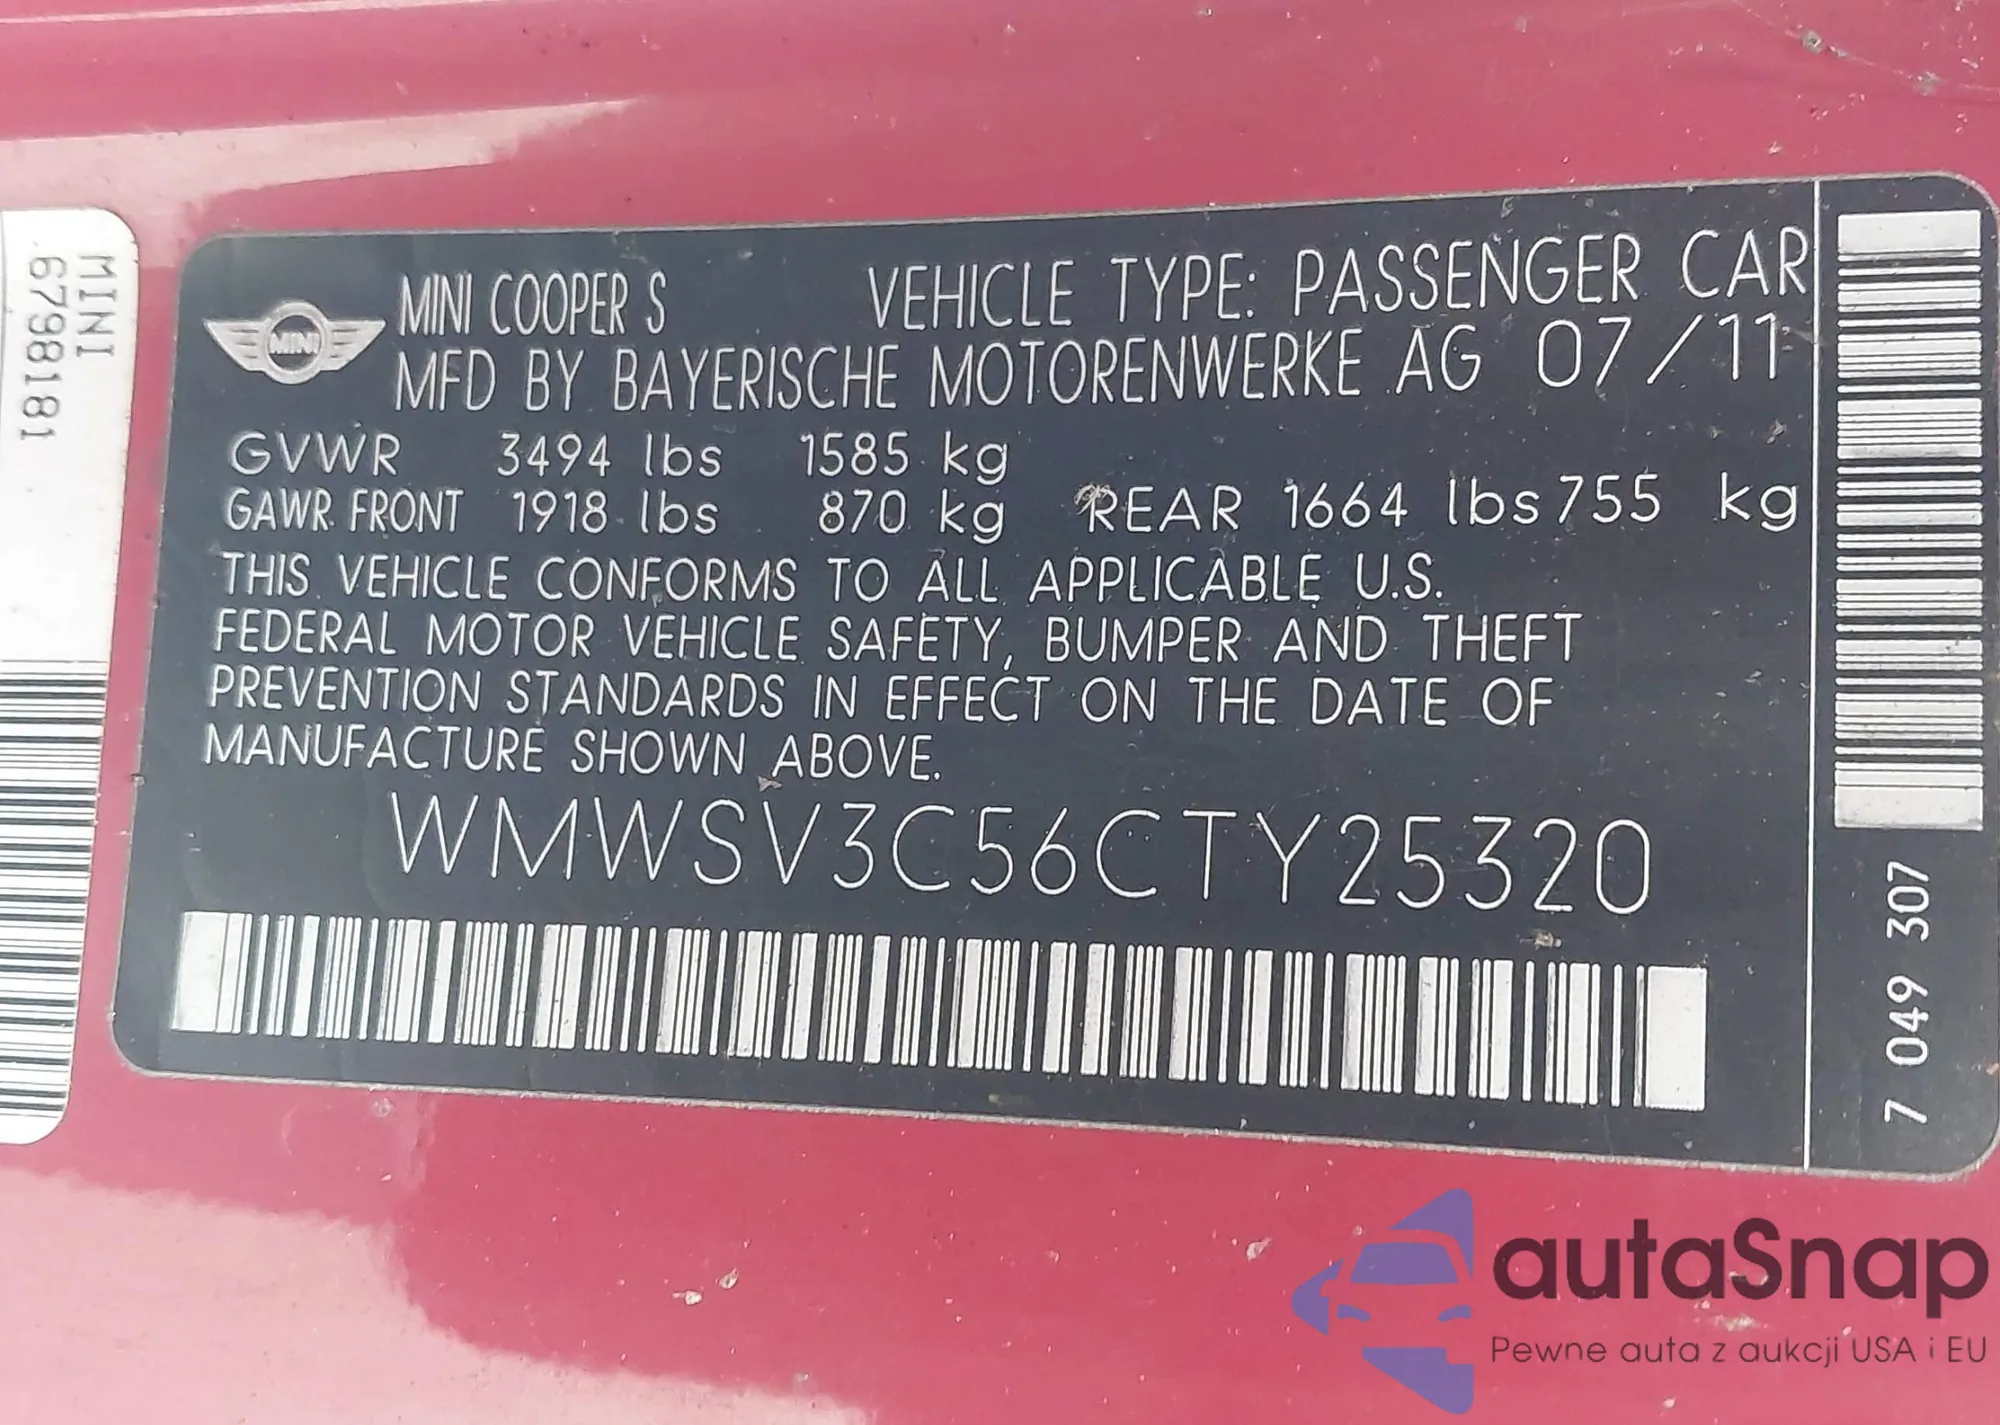 MINI
6798181
MINI
MINI COOPER S VEHICLE TYPE: PASSENGER CAR
MFD BY BAYERISCHE MOTORENWERKE AG 07/11
GVWR 3494 lbs 1585 kg
GAWR FRONT 1918 lbs 870 kg REAR 1664 lbs 755 kg
THIS VEHICLE CONFORMS TO ALL APPLICABLE U.S.
FEDERAL MOTOR VEHICLE SAFETY, BUMPER AND THEFT
PREVENTION STANDARDS IN EFFECT ON THE DATE OF
MANUFACTURE SHOWN ABOVE.
WMWSV3C56CTY25320
7 049 307
autaSnap
Pewne auta z aukcji USA i EU